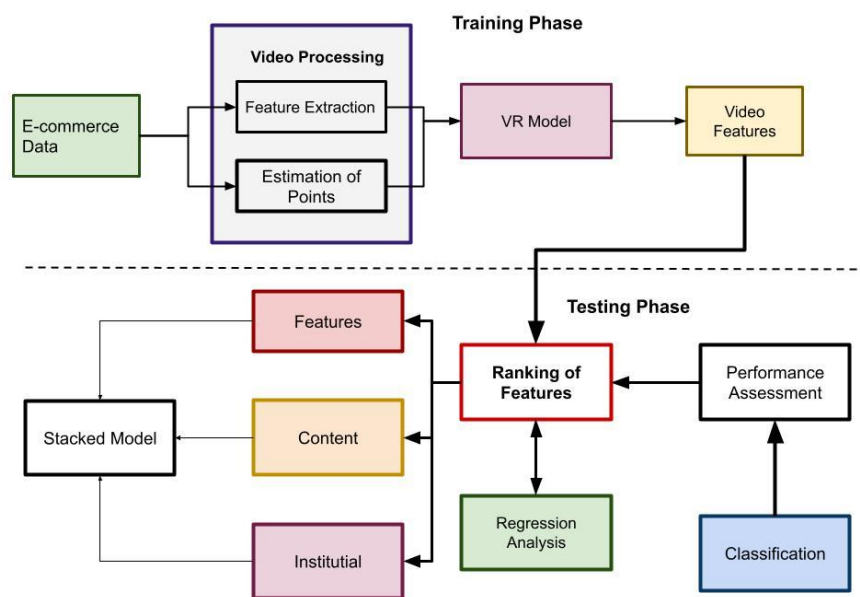 Training Phase
Video Processing
E-commerce
Data
Feature Extraction
Estimation of
Points
VR Model
Video
Features
Testing Phase
Features
Content
Institutial
Stacked Model
Ranking of
Features
Regression
Analysis
Performance
Assessment
Classification